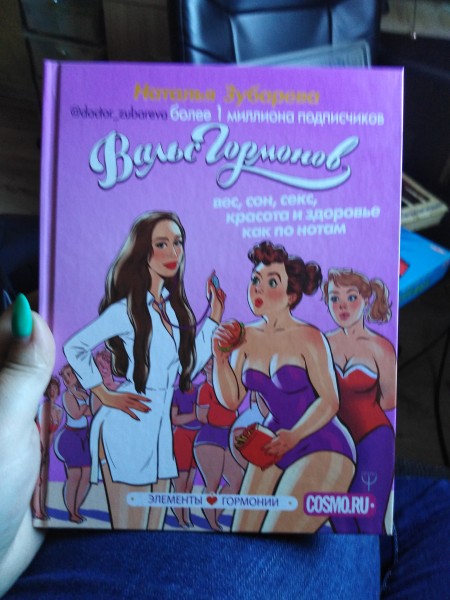 Наталья Зубарева
@doctor_zubareva более 1 миллиона подписчиков
Вальс Гормонов
вес, сон, секс,
красота и здоровье
как по нотам
ЭЛЕМЕНТЫ ГОРМОНИИ
COSMO.RU